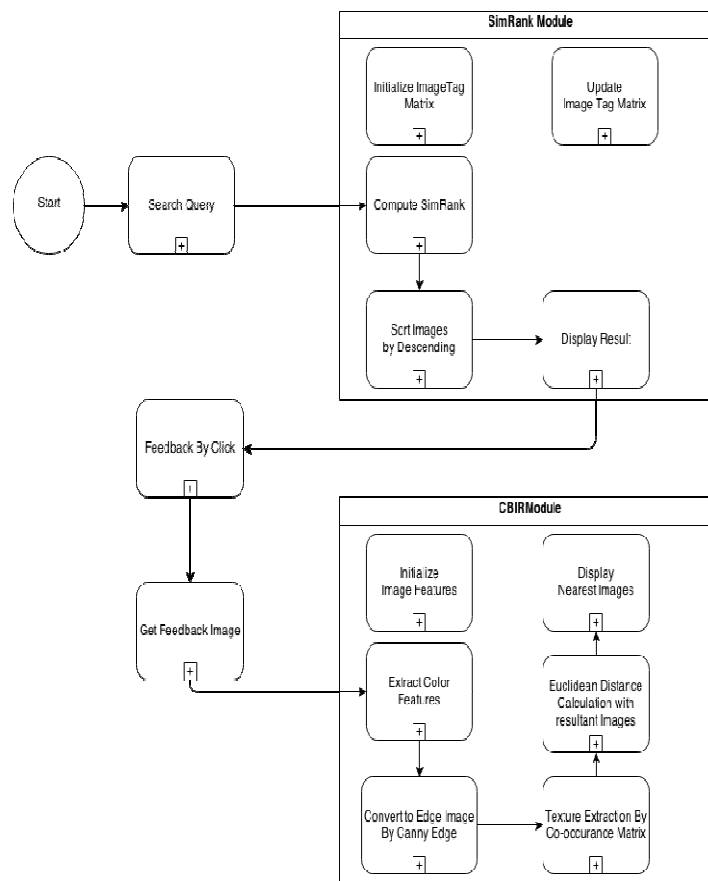 SimRank Module
Initialize ImageTag
Matrix
Update
Image Tag Matrix
Start
Search Query
Compute SimRank
Sort Images
by Descending
Display Result
Feedback By Click
CBIRModule
Initialize
Image Features
Display
Nearest Images
Get Feedback Image
Extract Color
Features
Euclidean Distance
Calculation with
resultant Images
Convert to Edge Image
By Canny Edge
Texture Extraction By
Co-occurance Matrix